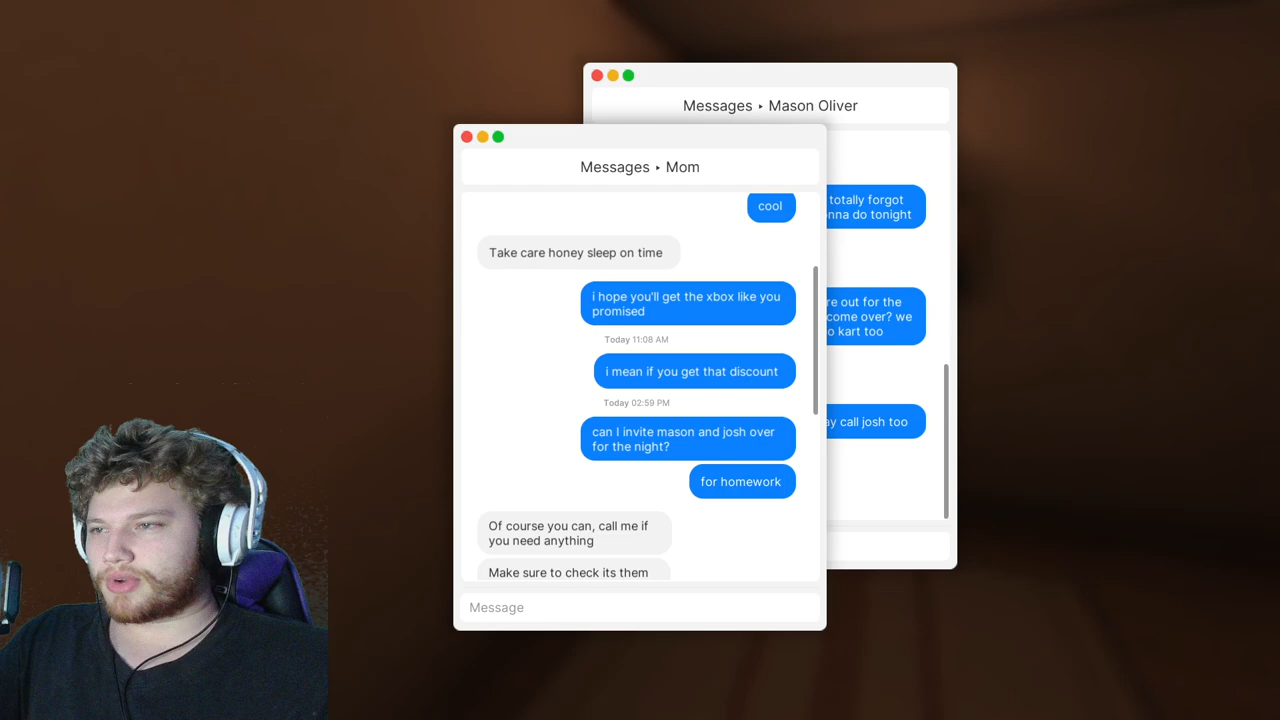 Messages ‣ Mason Oliver
totally forgot
nna do tonight
re out for the
come over? we
o kart too
ay call josh too
Messages ‣ Mom
cool
Take care honey sleep on time
i hope you'll get the xbox like you
promised
Today 11:08 AM
i mean if you get that discount
Today 02:59 PM
can I invite mason and josh over
for the night?
for homework
Of course you can, call me if
you need anything
Make sure to check its them
Message